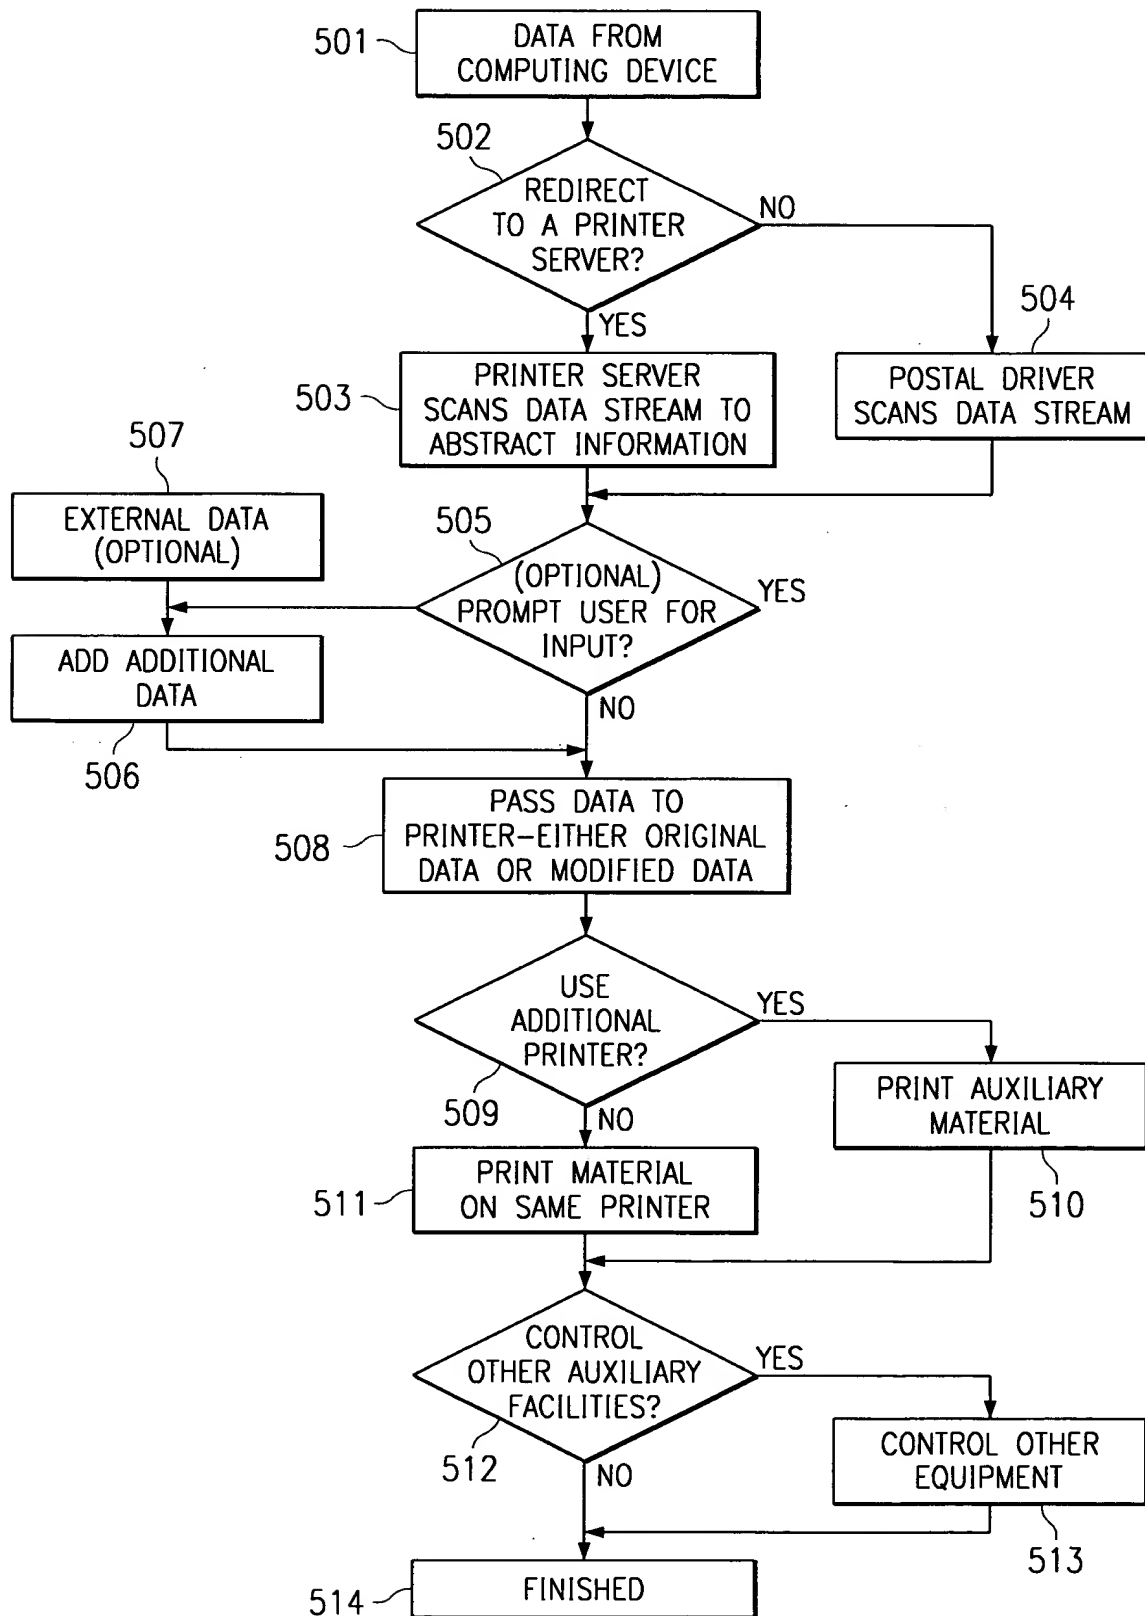 501
DATA FROM
COMPUTING DEVICE
502
REDIRECT
TO A PRINTER
SERVER?
NO
YES
504
503
PRINTER SERVER
SCANS DATA STREAM TO
ABSTRACT INFORMATION
POSTAL DRIVER
SCANS DATA STREAM
507
EXTERNAL DATA
(OPTIONAL)
505
(OPTIONAL)
PROMPT USER FOR
INPUT?
YES
NO
ADD ADDITIONAL
DATA
506
508
PASS DATA TO
PRINTER-EITHER ORIGINAL
DATA OR MODIFIED DATA
USE
ADDITIONAL
PRINTER?
YES
509
NO
PRINT AUXILIARY
MATERIAL
510
511
PRINT MATERIAL
ON SAME PRINTER
CONTROL
OTHER AUXILIARY
FACILITIES?
YES
512
NO
CONTROL OTHER
EQUIPMENT
513
514
FINISHED